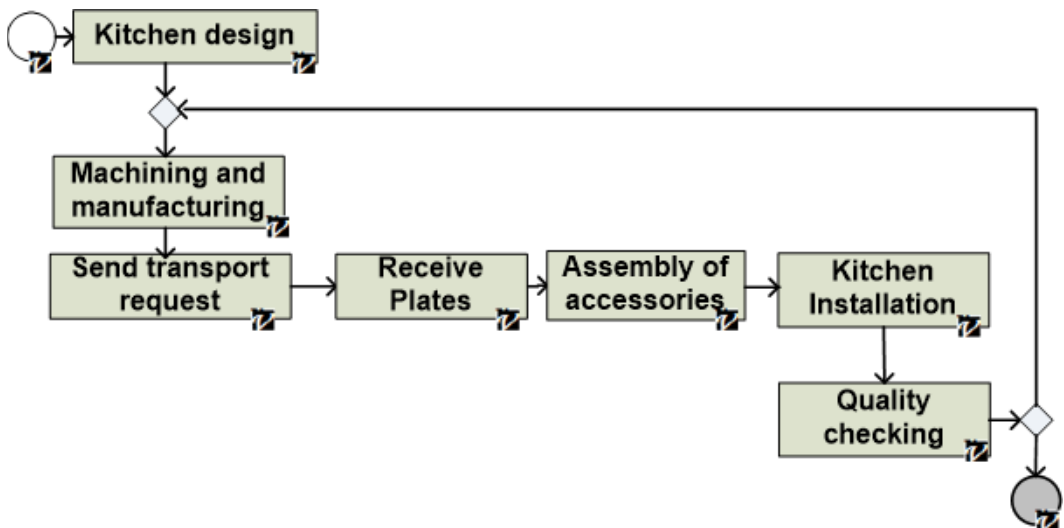 Kitchen design
Machining and
manufacturing
Send transport
request
Receive
Plates
Assembly of
accessories
Kitchen
Installation
Quality
checking